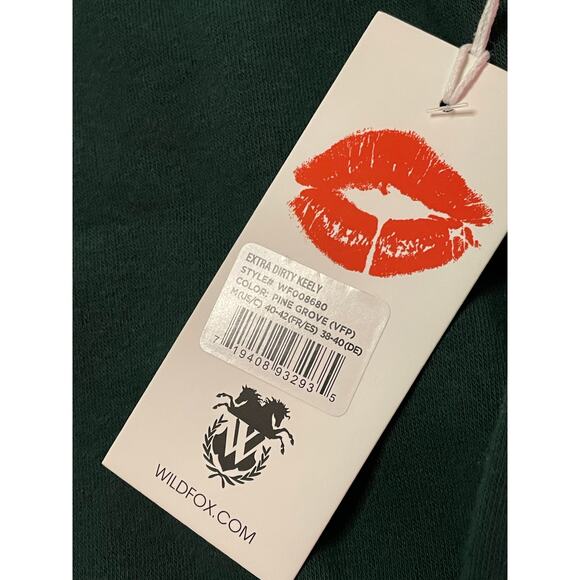 EXTRA DIRTY KEELY
STYLE# WF008680
COLOR: PINE GROVE (VFP)
M(US/C) 40-42(FR/ES) 38-40(DE)
7 19408 93293 5
W
WILDFOX.COM